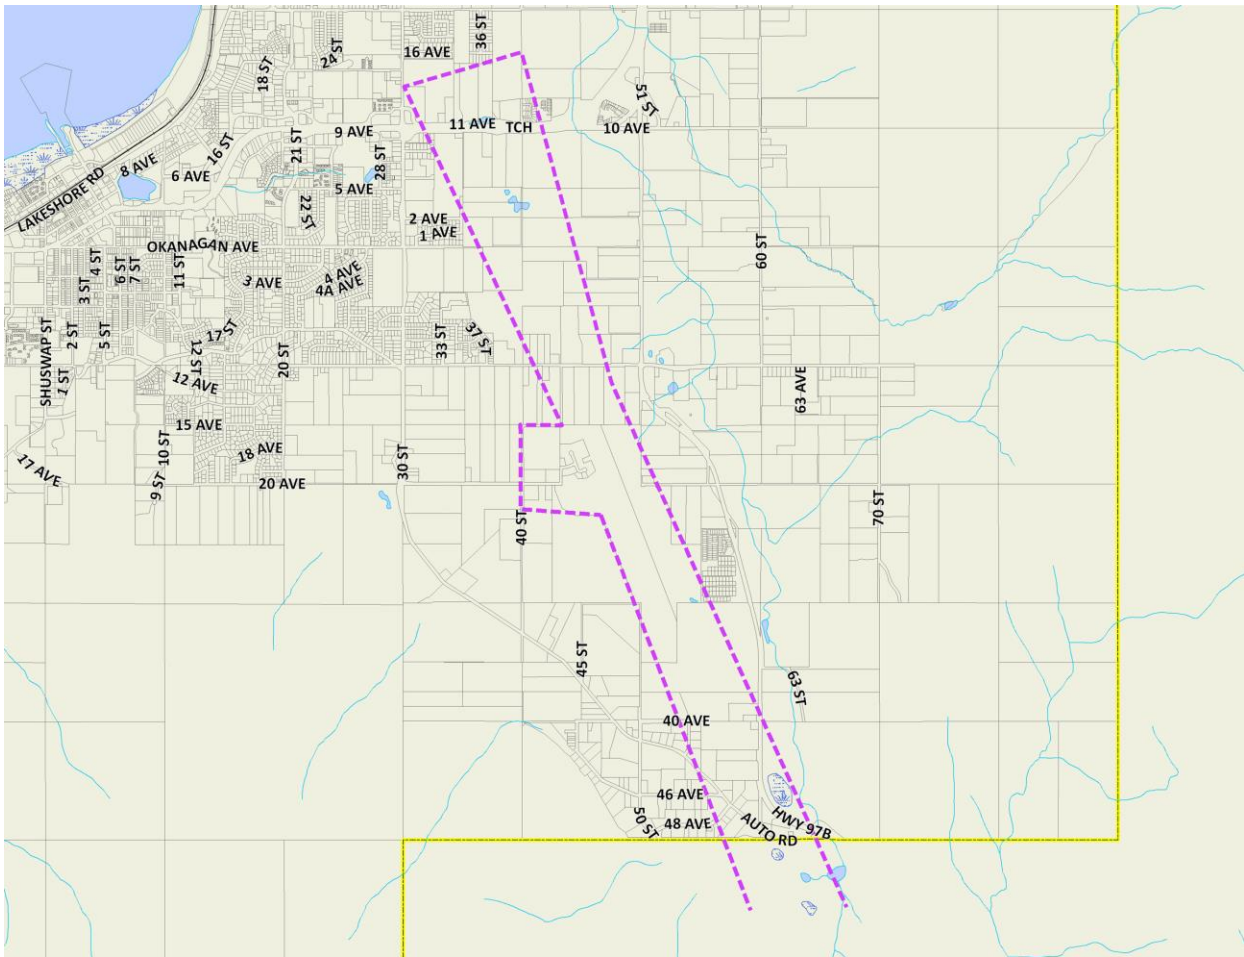 36 ST
16 AVE
24 ST
18 ST
51 ST
11 AVE
TCH
10 AVE
9 AVE
21 ST
16 ST
28 ST
8 AVE
6 AVE
5 AVE
LAKESHORE RD
22 ST
2 AVE
1 AVE
OKANAGAN AVE
60 ST
4 ST
6 ST
7 ST
11 ST
3 ST
3 AVE
4 AVE
4A AVE
SHUSWAP ST
2 ST
5 ST
17 ST
12 ST
20 ST
33 ST
37 ST
1 ST
12 AVE
63 AVE
15 AVE
10 ST
18 AVE
30 ST
17 AVE
9 ST
20 AVE
40 ST
70 ST
45 ST
63 ST
40 AVE
46 AVE
50 ST
48 AVE
AUTO RD
HWY 97B